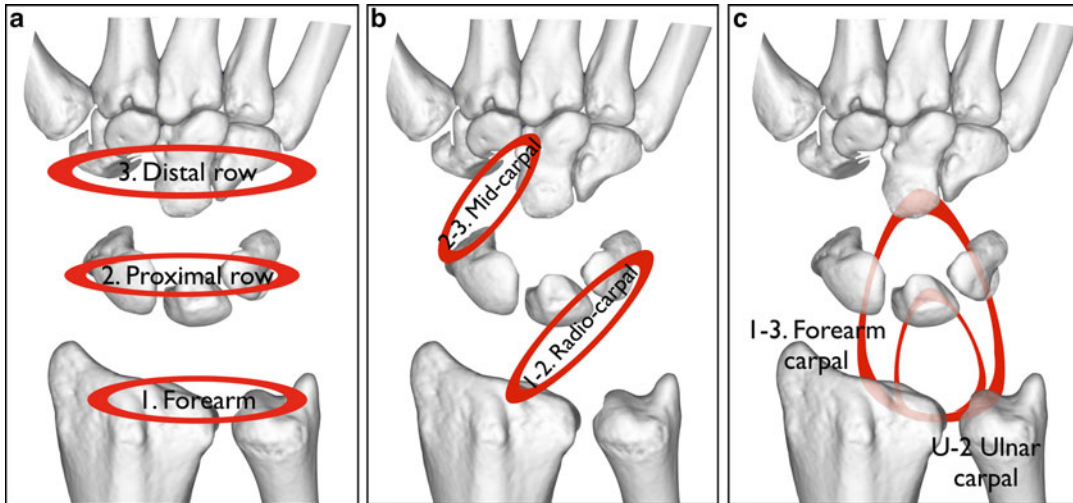 a
3. Distal row
2. Proximal row
1. Forearm
b
2-3. Mid-carpal
1-2. Radio-carpal
c
1-3. Forearm
carpal
U-2 Ulnar
carpal